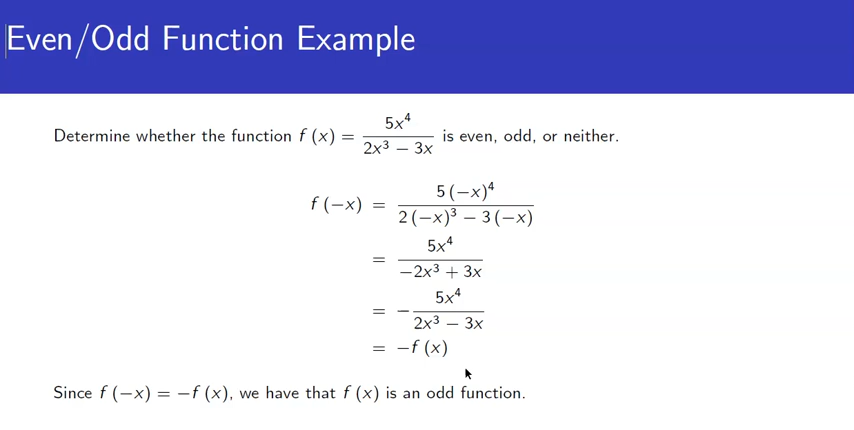 Even/Odd Function Example
Determine whether the function f (x) = 5x⁴ / (2x³ − 3x) is even, odd, or neither.
f (−x) = 5 (−x)⁴ / (2 (−x)³ − 3 (−x))
= 5x⁴ / (−2x³ + 3x)
= − 5x⁴ / (2x³ − 3x)
= −f (x)
Since f (−x) = −f (x), we have that f (x) is an odd function.